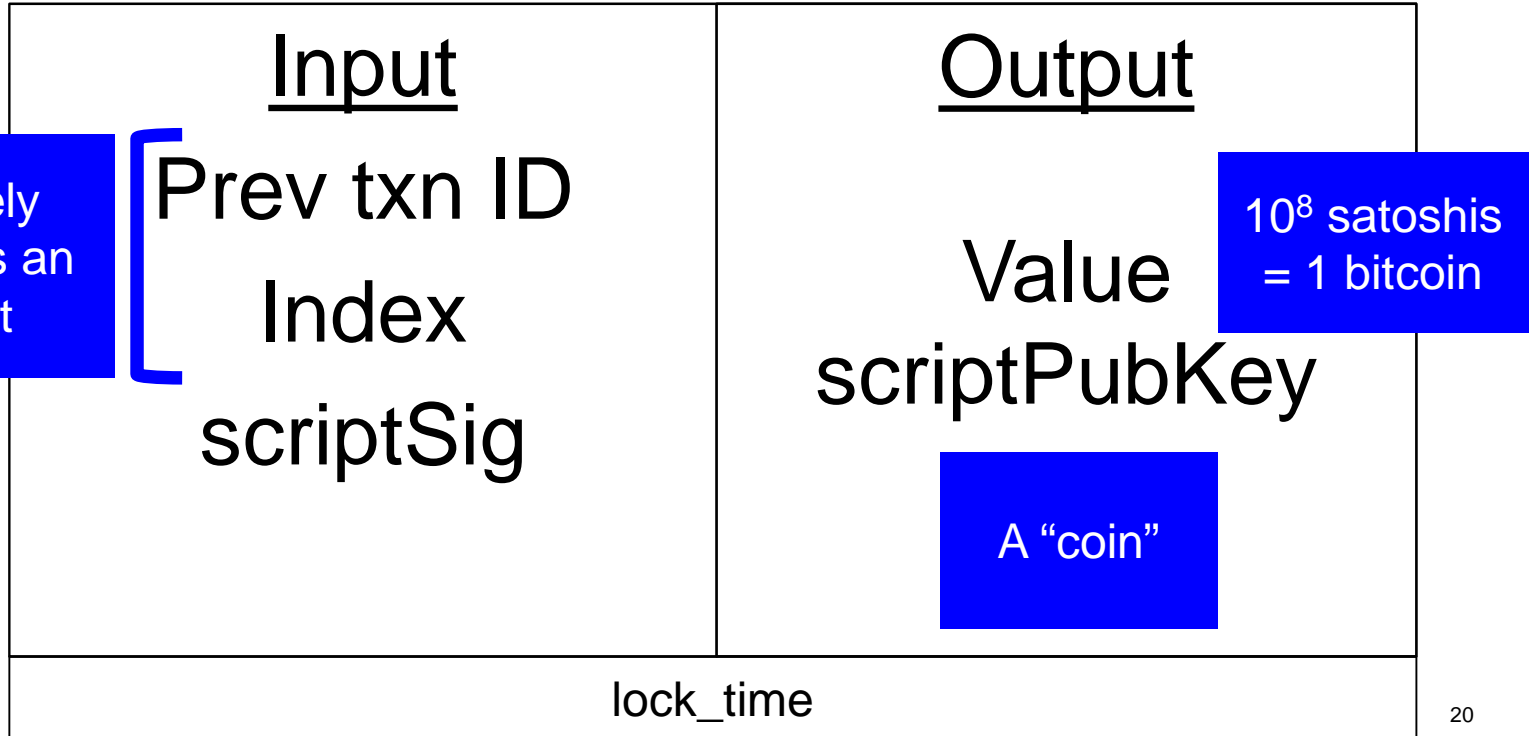 Input
Prev txn ID
Index
scriptSig
Output
Value
scriptPubKey
10⁸ satoshis
= 1 bitcoin
A “coin”
lock_time
20